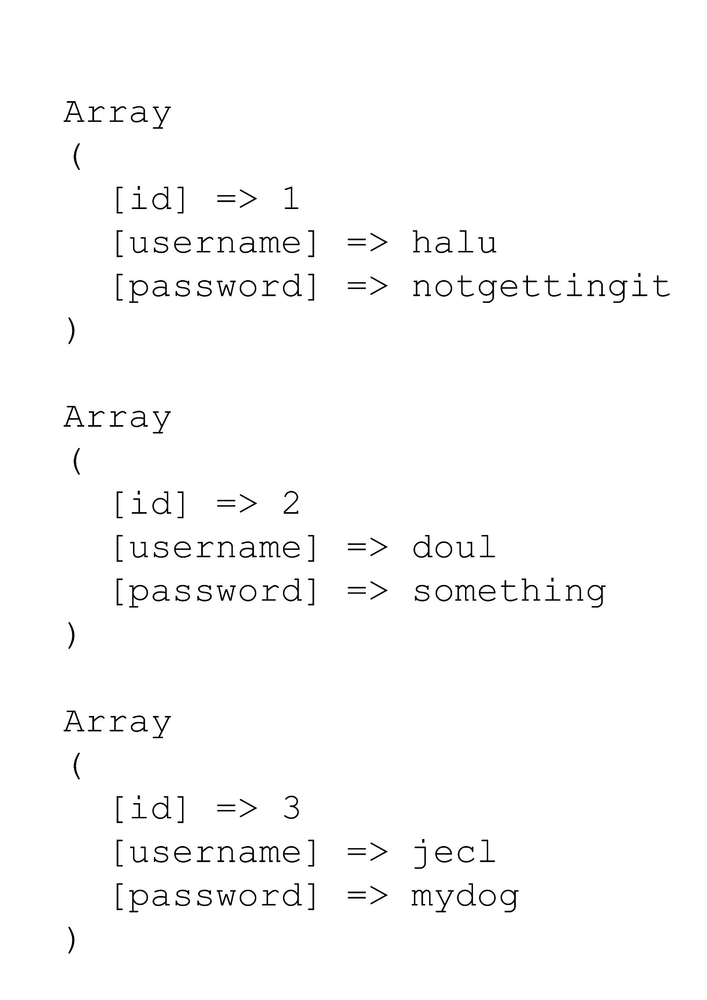 Array
(
[id] => 1
[username] => halu
[password] => notgettingit
)
Array
(
[id] => 2
[username] => doul
[password] => something
)
Array
(
[id] => 3
[username] => jecl
[password] => mydog
)